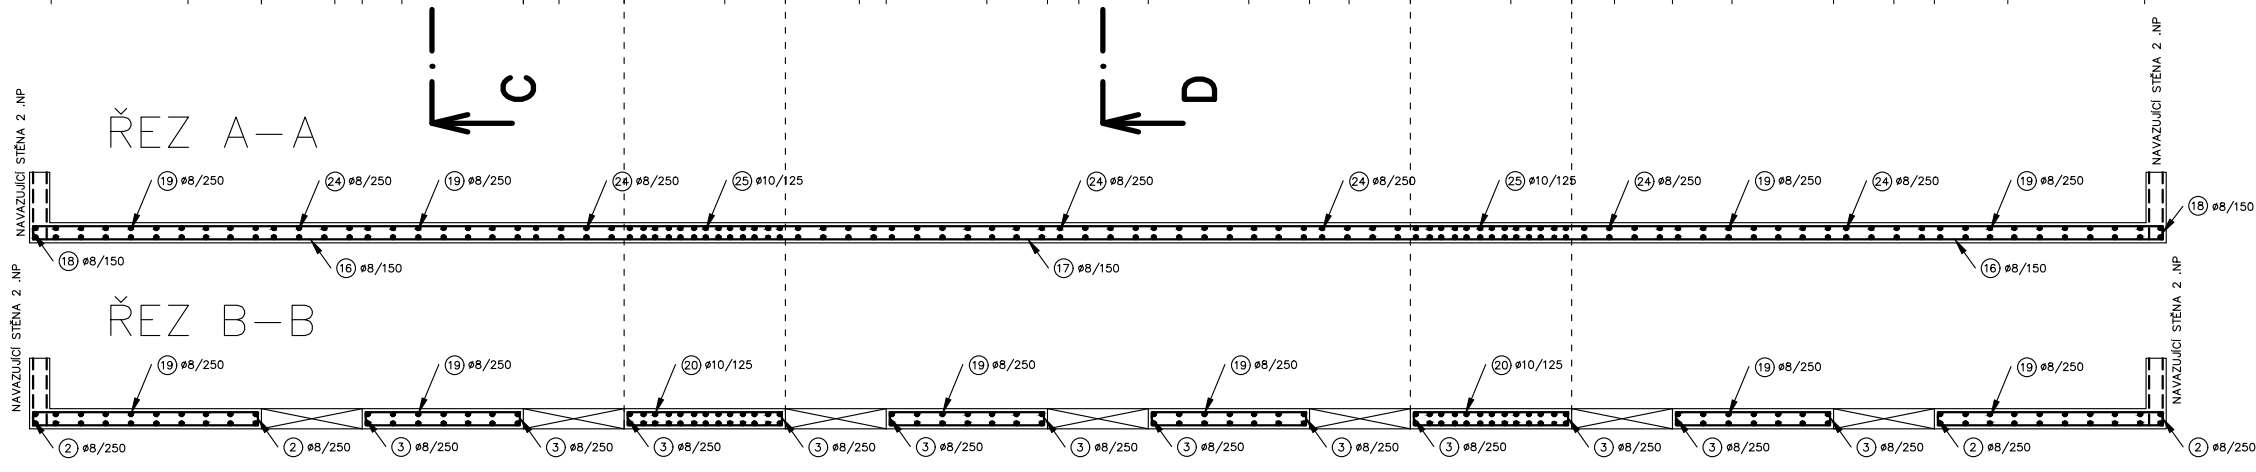 C
D
NAVAZUJÍCÍ STĚNA 2 .NP
NAVAZUJÍCÍ STĚNA 2 .NP
ŘEZ A-A
19 ø8/250
24 ø8/250
19 ø8/250
24 ø8/250
25 ø10/125
24 ø8/250
24 ø8/250
25 ø10/125
24 ø8/250
19 ø8/250
24 ø8/250
19 ø8/250
18 ø8/150
18 ø8/150
16 ø8/150
17 ø8/150
16 ø8/150
NAVAZUJÍCÍ STĚNA 2 .NP
NAVAZUJÍCÍ STĚNA 2 .NP
ŘEZ B-B
19 ø8/250
19 ø8/250
20 ø10/125
19 ø8/250
19 ø8/250
20 ø10/125
19 ø8/250
19 ø8/250
2 ø8/250
2 ø8/250
3 ø8/250
3 ø8/250
3 ø8/250
3 ø8/250
3 ø8/250
3 ø8/250
3 ø8/250
3 ø8/250
3 ø8/250
3 ø8/250
3 ø8/250
3 ø8/250
2 ø8/250
2 ø8/250